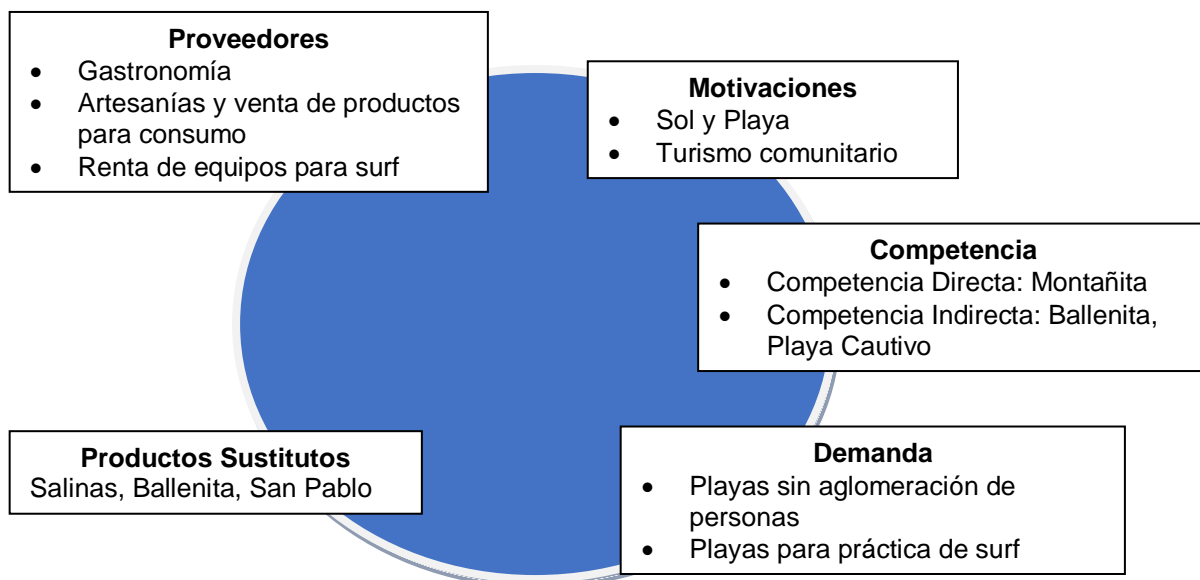 Proveedores
• Gastronomía
• Artesanías y venta de productos
para consumo
• Renta de equipos para surf
Motivaciones
• Sol y Playa
• Turismo comunitario
Competencia
• Competencia Directa: Montañita
• Competencia Indirecta: Ballenita,
Playa Cautivo
Productos Sustitutos
Salinas, Ballenita, San Pablo
Demanda
• Playas sin aglomeración de
personas
• Playas para práctica de surf